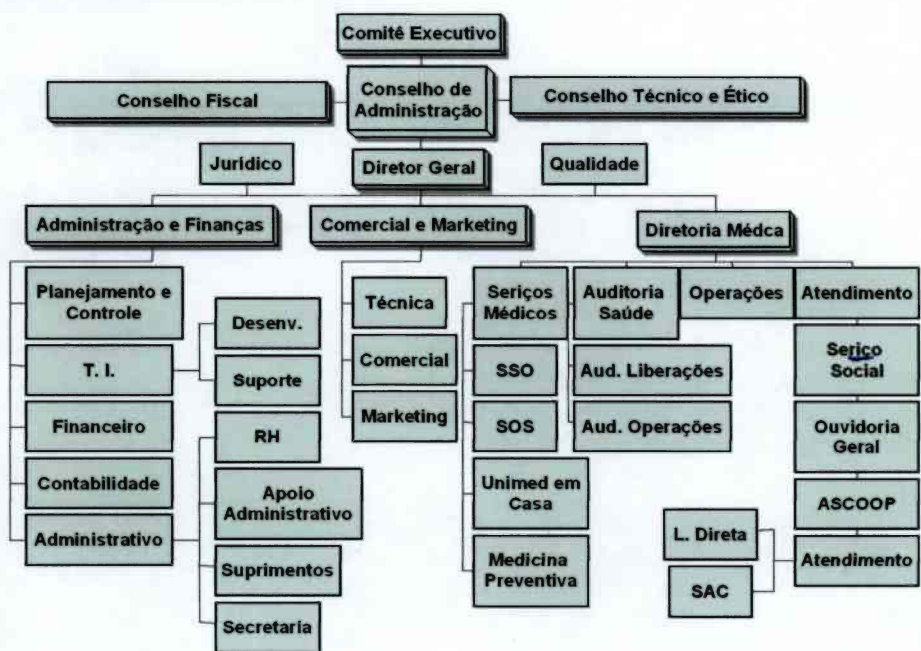 Comitê Executivo
Conselho Fiscal
Conselho de
Administração
Conselho Técnico e Ético
Jurídico
Diretor Geral
Qualidade
Administração e Finanças
Comercial e Marketing
Diretoria Médca
Planejamento e
Controle
T. I.
Financeiro
Contabilidade
Administrativo
Desenv.
Suporte
RH
Apoio
Administrativo
Suprimentos
Secretaria
Técnica
Comercial
Marketing
Seriços
Médicos
SSO
SOS
Unimed em
Casa
Medicina
Preventiva
Auditoria
Saúde
Aud. Liberações
Aud. Operações
Operações
Atendimento
Seriço
Social
Ouvidoria
Geral
ASCOOP
Atendimento
L. Direta
SAC